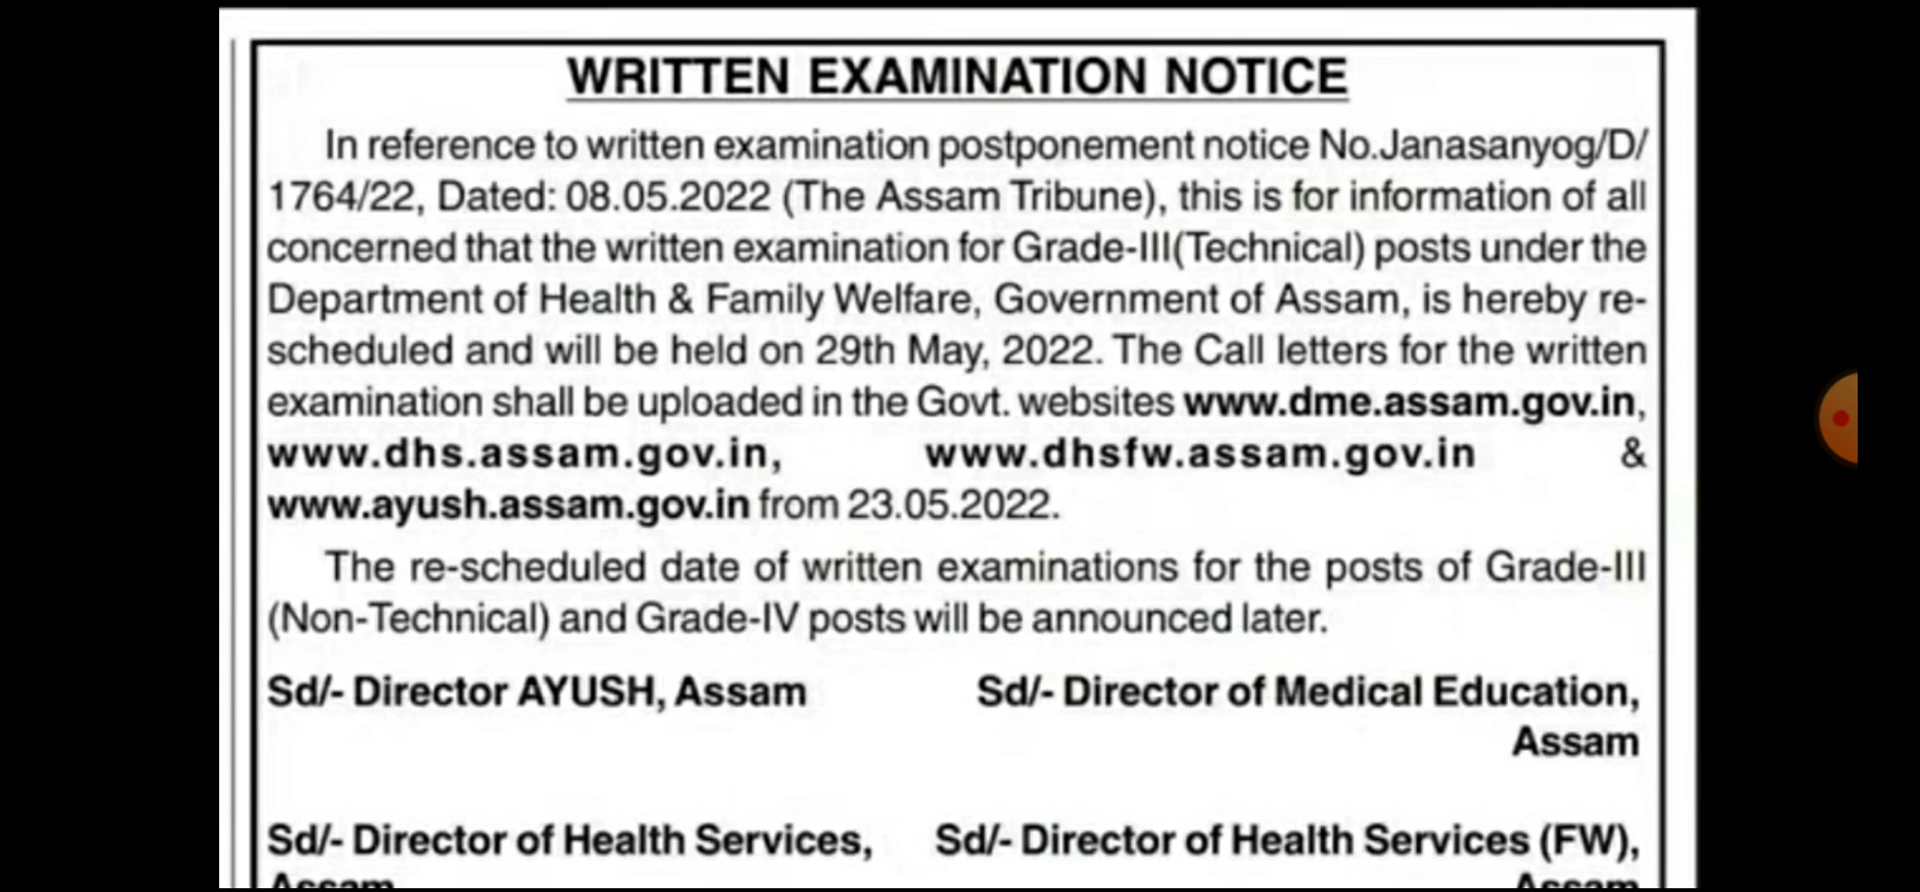 WRITTEN EXAMINATION NOTICE
In reference to written examination postponement notice No.Janasanyog/D/
1764/22, Dated: 08.05.2022 (The Assam Tribune), this is for information of all
concerned that the written examination for Grade-III(Technical) posts under the
Department of Health & Family Welfare, Government of Assam, is hereby re-
scheduled and will be held on 29th May, 2022. The Call letters for the written
examination shall be uploaded in the Govt. websites www.dme.assam.gov.in,
www.dhs.assam.gov.in, www.dhsfw.assam.gov.in &
www.ayush.assam.gov.in from 23.05.2022.
The re-scheduled date of written examinations for the posts of Grade-III
(Non-Technical) and Grade-IV posts will be announced later.
Sd/- Director AYUSH, Assam Sd/- Director of Medical Education,
Assam
Sd/- Director of Health Services, Sd/- Director of Health Services (FW),
Assam Assam